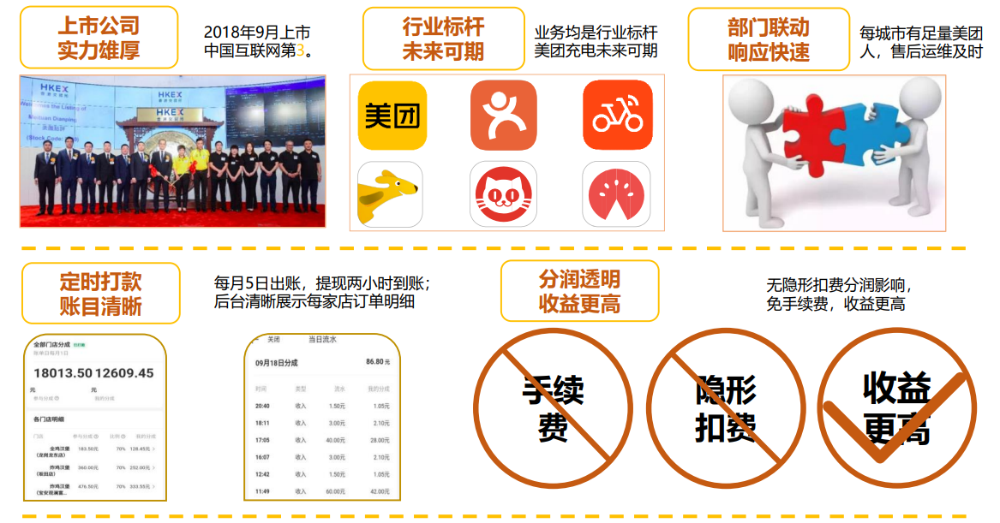 上市公司
实力雄厚
2018年9月上市
中国互联网第3。
行业标杆
未来可期
业务均是行业标杆
美团充电未来可期
部门联动
响应快速
每城市有足量美团
人，售后运维及时
HKEX
HKEX
HKEX
Welcome the Listing of
Meituan Dianping
(Stock Code:
美团
定时打款
账目清晰
每月5日出账，提现两小时到账；
后台清晰展示每家店订单明细
分润透明
收益更高
无隐形扣费分润影响，
免手续费，收益更高
全部门店分成
账单日每月1日
18013.50 12609.45
元 元
参与分成 我的分成
各门店明细
门店 参与分成 比例 我的分成
全鸡汉堡 183.50元 70% 128.45元 >
(龙岗龙东店)
炸鸡汉堡 360.00元 70% 252.00元 >
(坂田店)
炸鸡汉堡 476.50元 70% 333.55元 >
(宝安观澜富...
关闭 当日流水
09月18日分成 86.80 元
时间 类型 流水 我的分成
20:40 收入 1.50元 1.05元
18:11 收入 3.00元 2.10元
17:05 收入 40.00元 28.00元
16:07 收入 3.00元 2.10元
12:42 收入 1.50元 1.05元
11:49 收入 60.00元 42.00元
手续
费
隐形
扣费
收益
更高